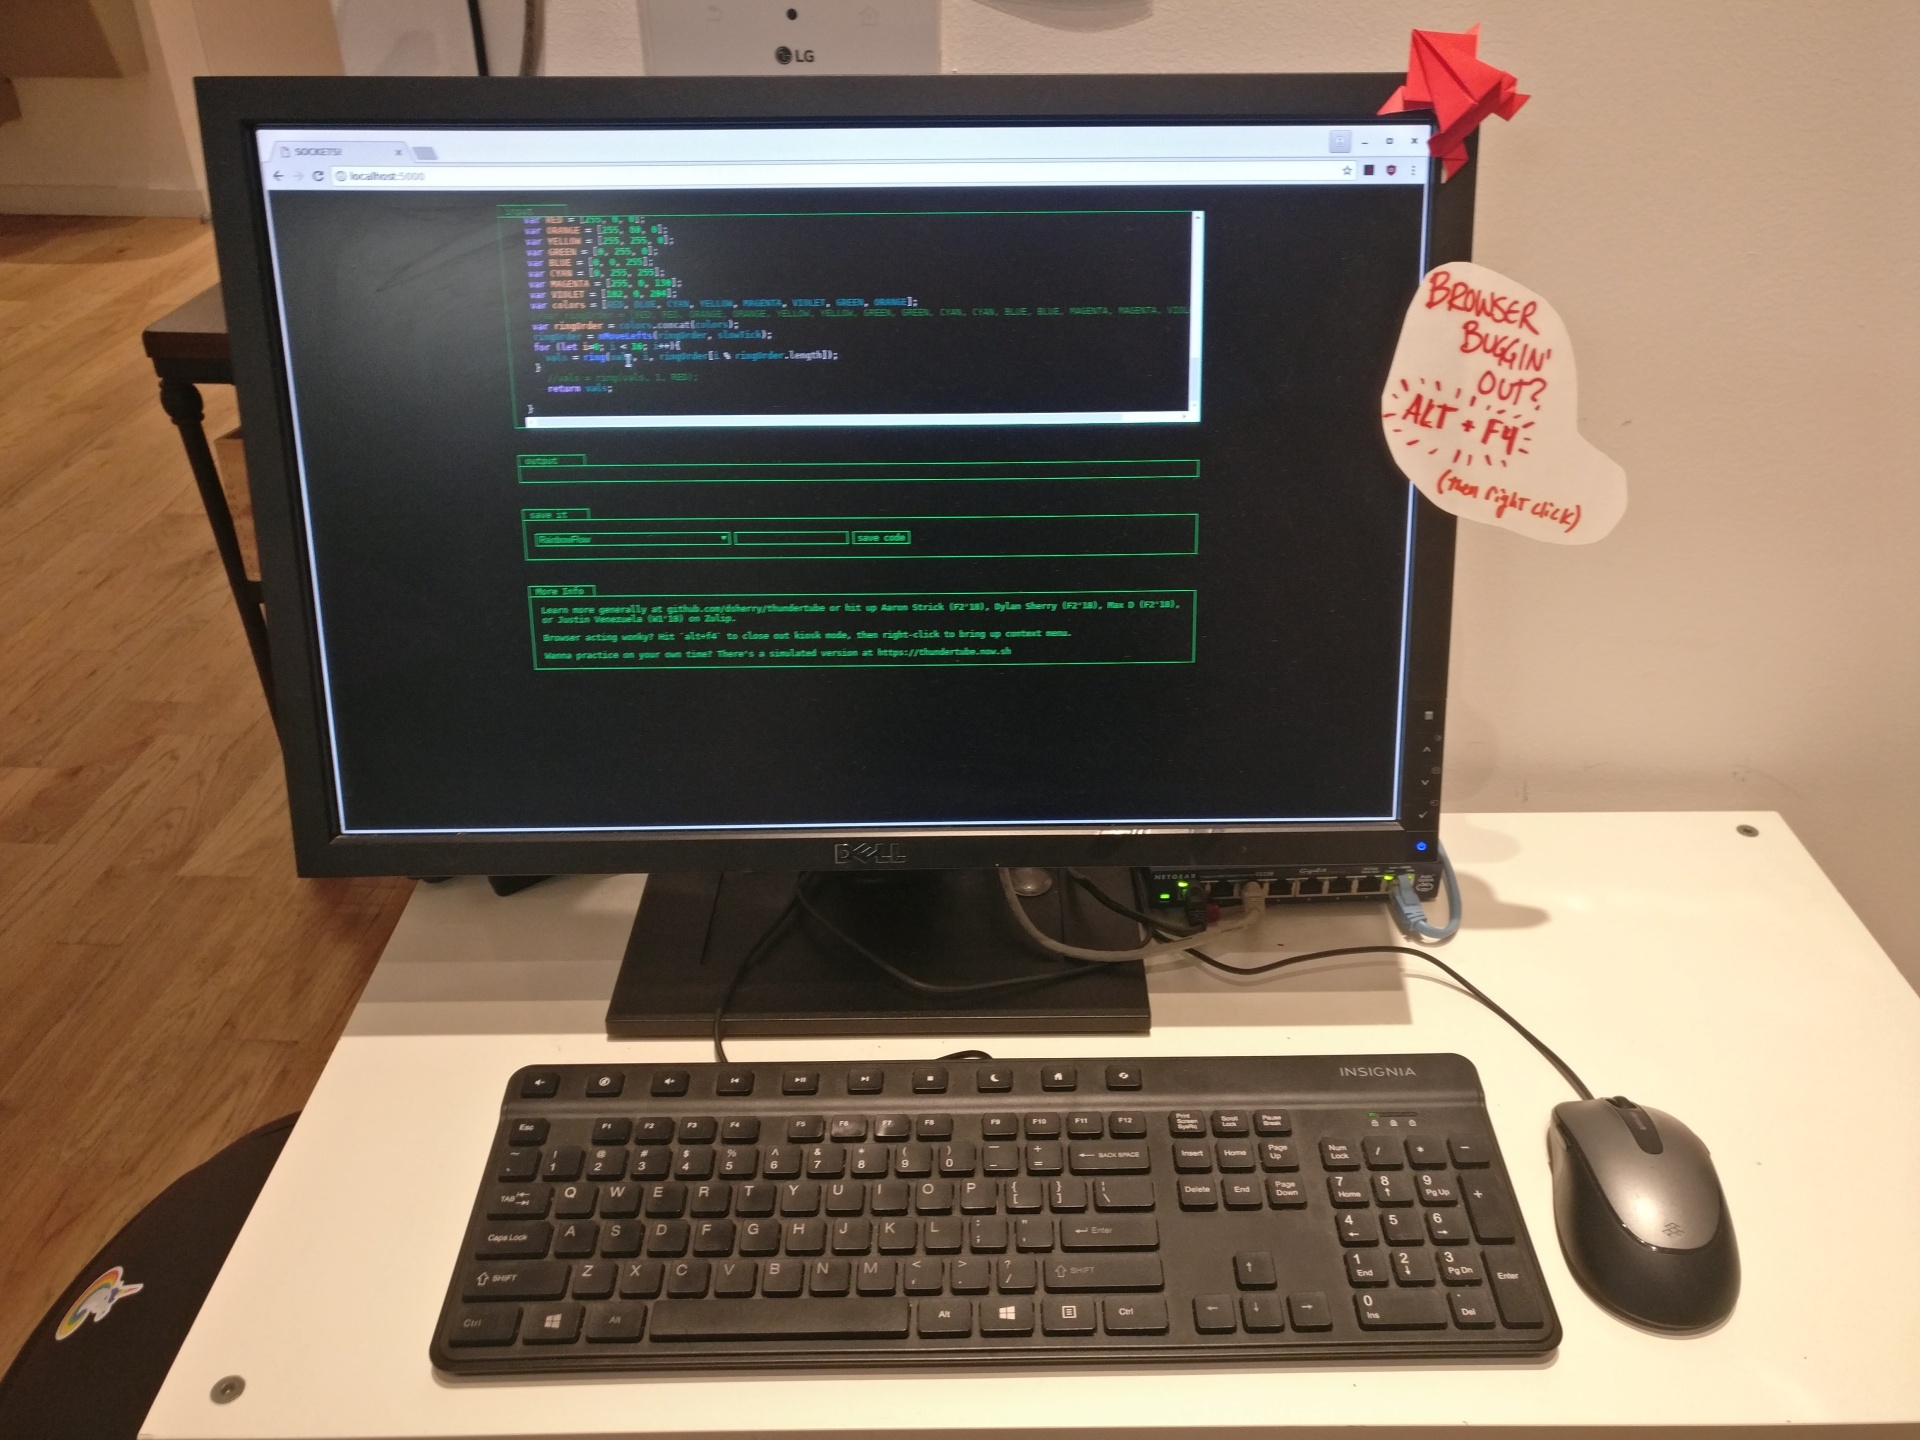 LG
SOCKETS!
localhost:5000
input
var RED = [255, 0, 0];
var ORANGE = [255, 80, 0];
var YELLOW = [255, 255, 0];
var GREEN = [0, 255, 0];
var BLUE = [0, 0, 255];
var CYAN = [0, 255, 255];
var MAGENTA = [255, 0, 130];
var VIOLET = [102, 0, 204];
var colors = [RED, BLUE, CYAN, YELLOW, MAGENTA, VIOLET, GREEN, ORANGE];
[RED, RED, ORANGE, ORANGE, YELLOW, YELLOW, GREEN, GREEN, CYAN, CYAN, BLUE, BLUE, MAGENTA, MAGENTA, VIOL
var ringOrder = colors.concat(colors);
ringOrder = nMoveLefts(ringOrder, slowTick);
for (let i=0; i < 36; i++){
vals = ring(vals, i, ringOrder[i % ringOrder.length]);
}
//vals = ring(vals, 1, RED);
return vals;
}
output
save it
RainbowFlow
save code
More Info
Learn more generally at github.com/dsherry/thundertube or hit up Aaron Strick (F2'18), Dylan Sherry (F2'18), Max D (F2'18),
or Justin Venezuela (W1'18) on Zulip.
Browser acting wonky? Hit `alt+f4` to close out kiosk mode, then right-click to bring up context menu.
Wanna practice on your own time? There's a simulated version at https://thundertube.now.sh
BROWSER
BUGGIN'
OUT?
ALT + F4
(then right click)
DELL
NETGEAR
INSIGNIA
Esc F1 F2 F3 F4 F5 F6 F7 F8 F9 F10 F11 F12 Print Screen SysRq Scroll Lock Pause Break
~ ` ! 1 @ 2 # 3 $ 4 % 5 ^ 6 & 7 * 8 ( 9 ) 0 _ - + = BACK SPACE Insert Home Page Up Num Lock / * -
TAB Q W E R T Y U I O P { [ } ] | \ Delete End Page Down 7 Home 8 9 Pg Up +
Caps Lock A S D F G H J K L : ; " ' Enter 4 5 6
SHIFT Z X C V B N M < , > . ? / SHIFT 1 End 2 3 Pg Dn Enter
Ctrl Alt Alt Ctrl 0 Ins . Del